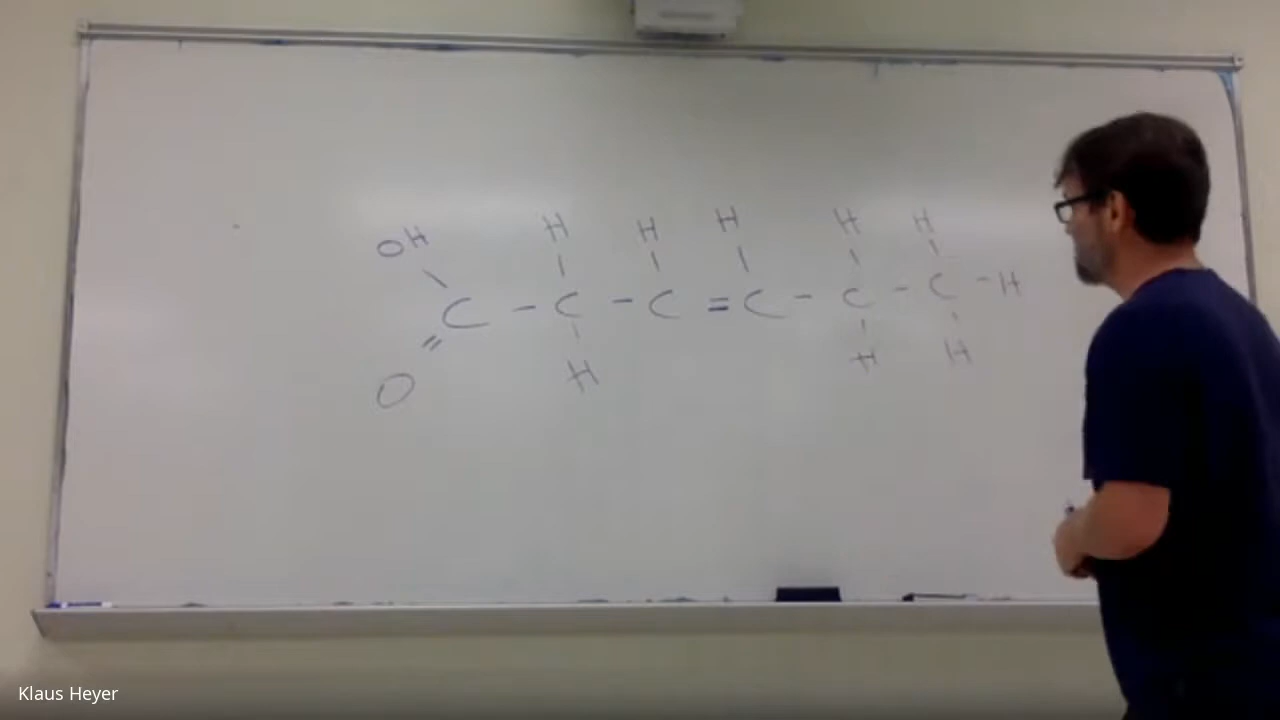 OH H H H H H
C - C - C = C - C - C - H
O H H H
Klaus Heyer